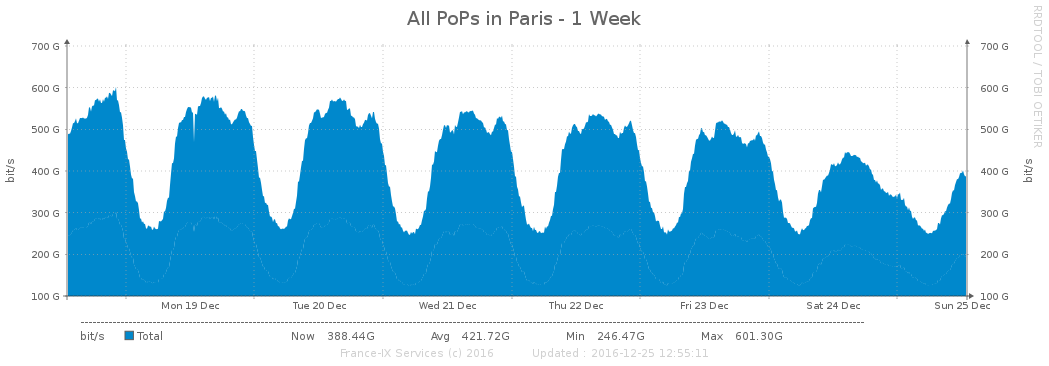 All PoPs in Paris - 1 Week
RRDTOOL / TOBI OETIKER
bit/s
700 G
600 G
500 G
400 G
300 G
200 G
100 G
700 G
600 G
500 G
400 G
300 G
200 G
100 G
bit/s
Mon 19 Dec Tue 20 Dec Wed 21 Dec Thu 22 Dec Fri 23 Dec Sat 24 Dec Sun 25 Dec
bit/s Total Now 388.44G Avg 421.72G Min 246.47G Max 601.30G
France-IX Services (c) 2016 Updated : 2016-12-25 12:55:11